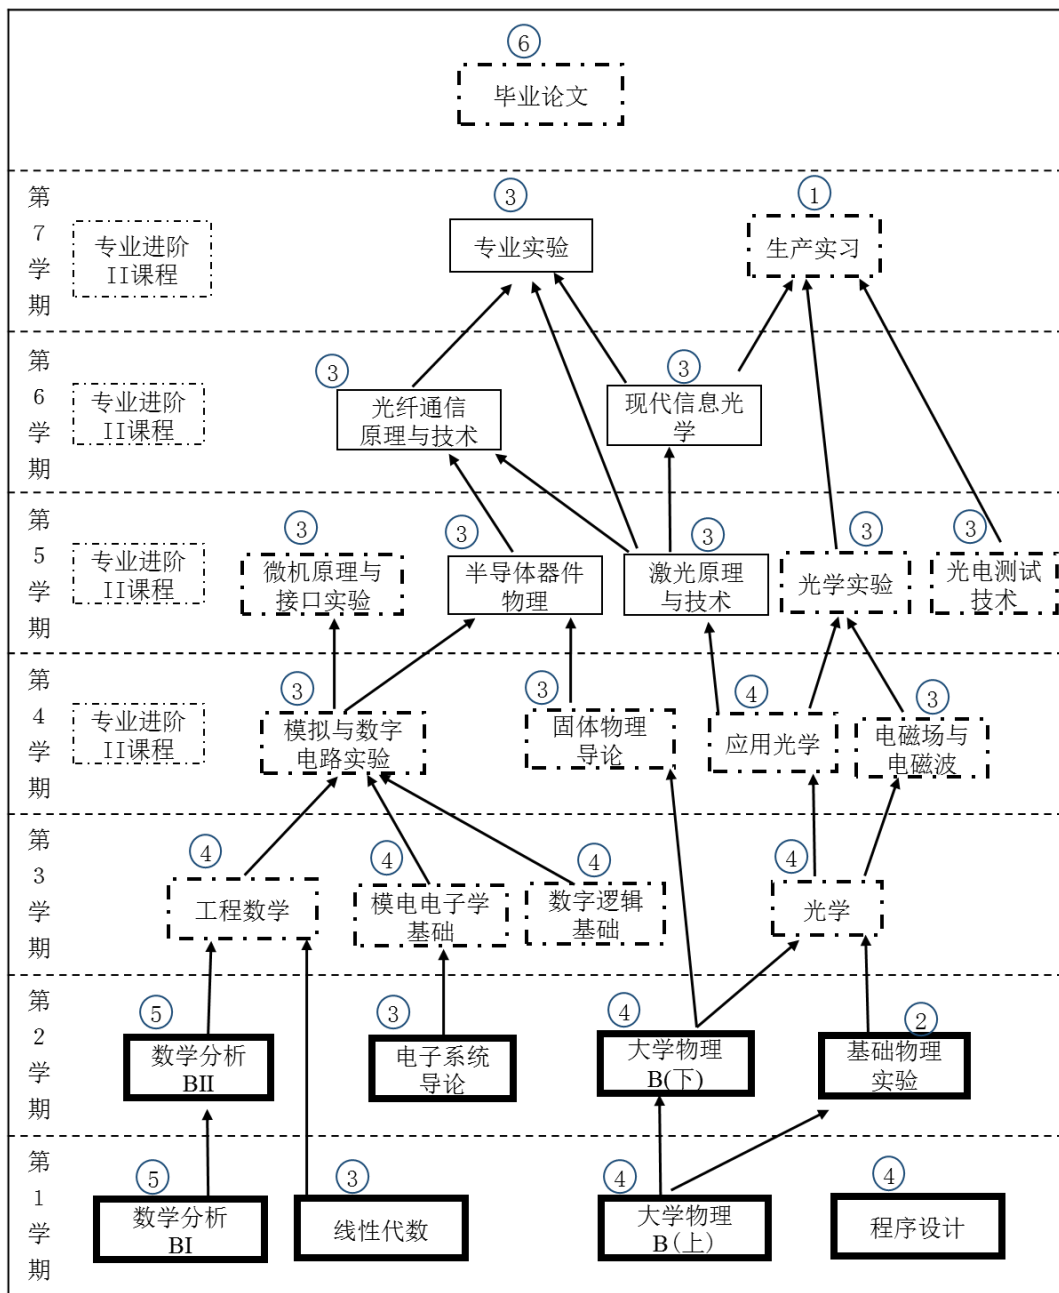 ⑥
毕业论文
第7学期
专业进阶
II课程
③
专业实验
①
生产实习
第6学期
专业进阶
II课程
③
光纤通信
原理与技术
③
现代信息光
学
第5学期
专业进阶
II课程
③
微机原理与
接口实验
③
半导体器件
物理
③
激光原理
与技术
③
光学实验
③
光电测试
技术
第4学期
专业进阶
II课程
③
模拟与数字
电路实验
③
固体物理
导论
④
应用光学
③
电磁场与
电磁波
第3学期
④
工程数学
④
模电电子学
基础
④
数字逻辑
基础
④
光学
第2学期
⑤
数学分析
BII
③
电子系统
导论
④
大学物理
B(下)
②
基础物理
实验
第1学期
⑤
数学分析
BI
③
线性代数
④
大学物理
B(上)
④
程序设计